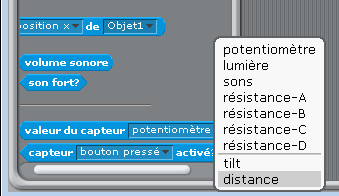 position x de Objet1
volume sonore
son fort?
valeur du capteur potentiomètre
capteur bouton pressé activé?
potentiomètre
lumière
sons
résistance-A
résistance-B
résistance-C
résistance-D
tilt
distance